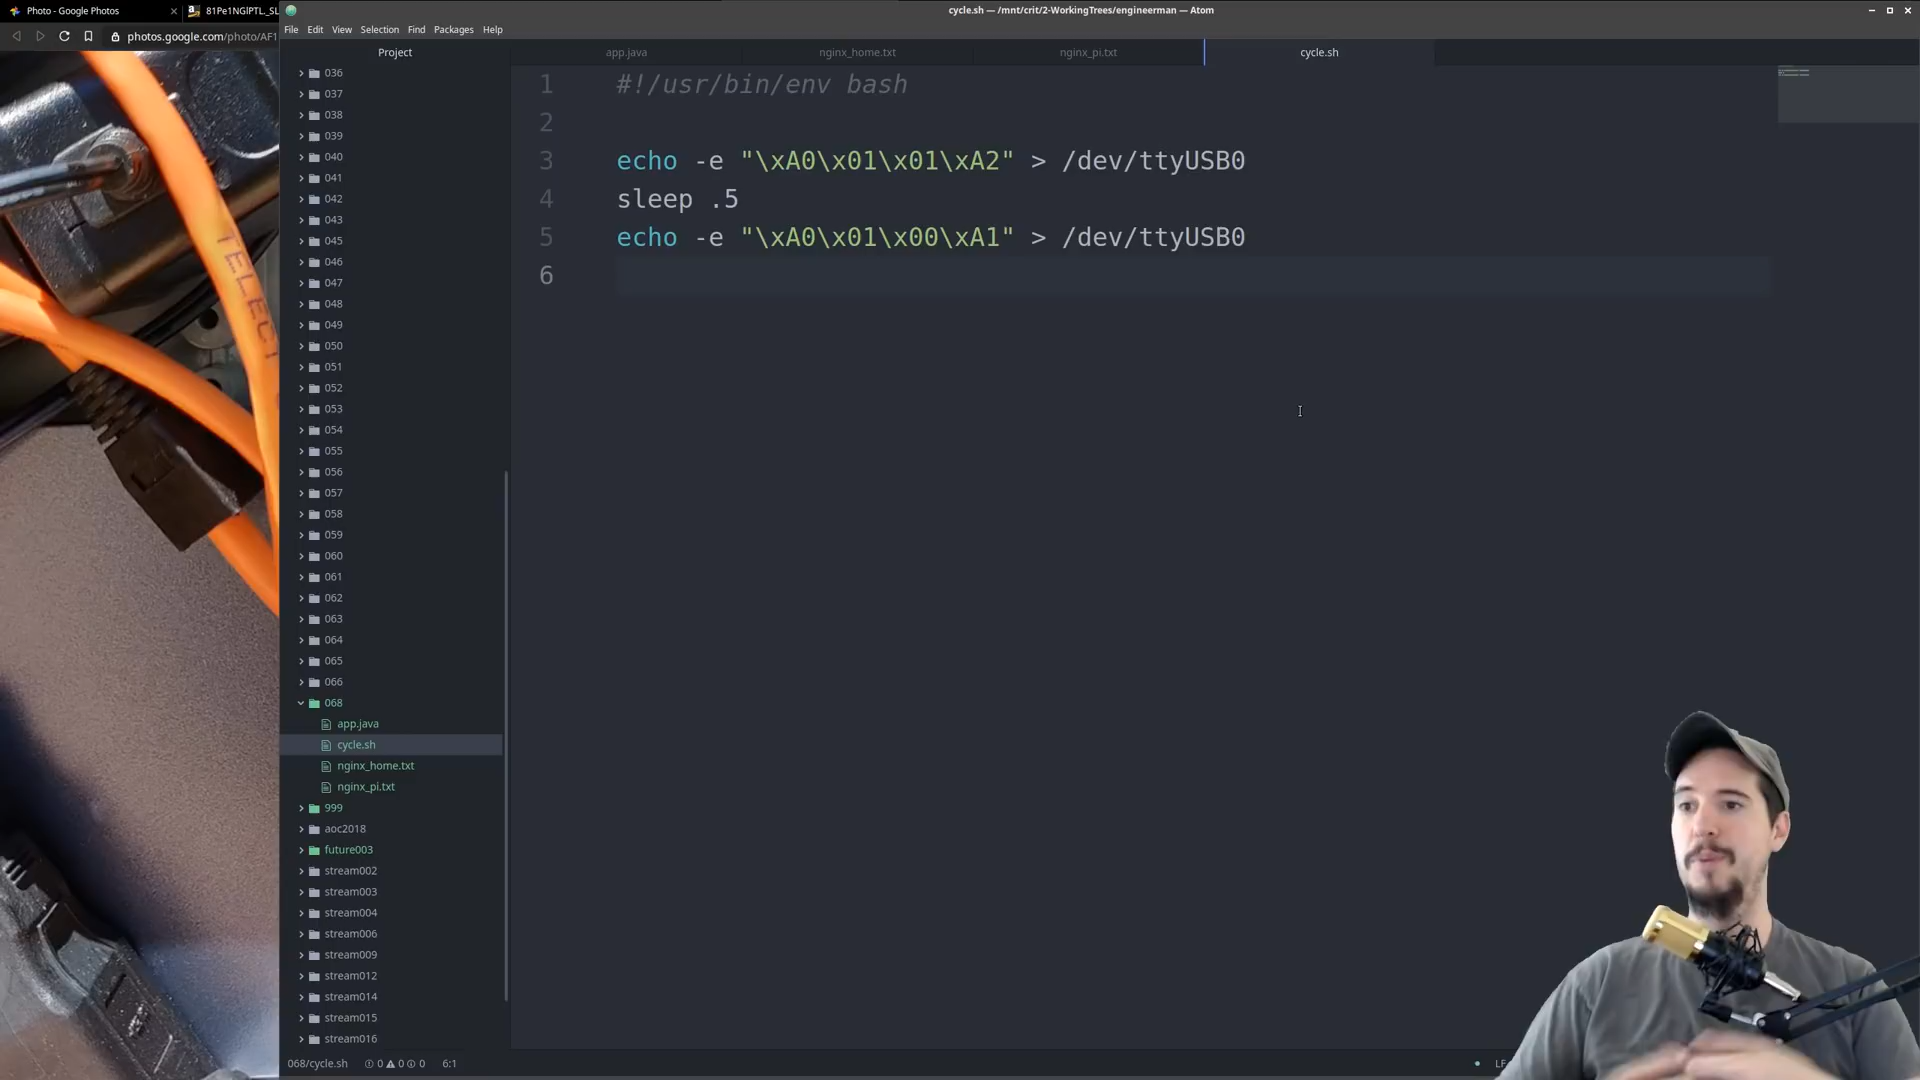 Photo - Google Photos
81Pe1NGlPTL._SL
photos.google.com/photo/AF1
cycle.sh — /mnt/crit/2-WorkingTrees/engineerman — Atom
File Edit View Selection Find Packages Help
Project
app.java
nginx_home.txt
nginx_pi.txt
cycle.sh
036
037
038
039
040
041
042
043
045
046
047
048
049
050
051
052
053
054
055
056
057
058
059
060
061
062
063
064
065
066
068
app.java
cycle.sh
nginx_home.txt
nginx_pi.txt
999
aoc2018
future003
stream002
stream003
stream004
stream006
stream009
stream012
stream014
stream015
stream016
1 #!/usr/bin/env bash
2
3 echo -e "\xA0\x01\x01\xA2" > /dev/ttyUSB0
4 sleep .5
5 echo -e "\xA0\x01\x00\xA1" > /dev/ttyUSB0
6
TELECT
068/cycle.sh 0 0 0 6:1
LF